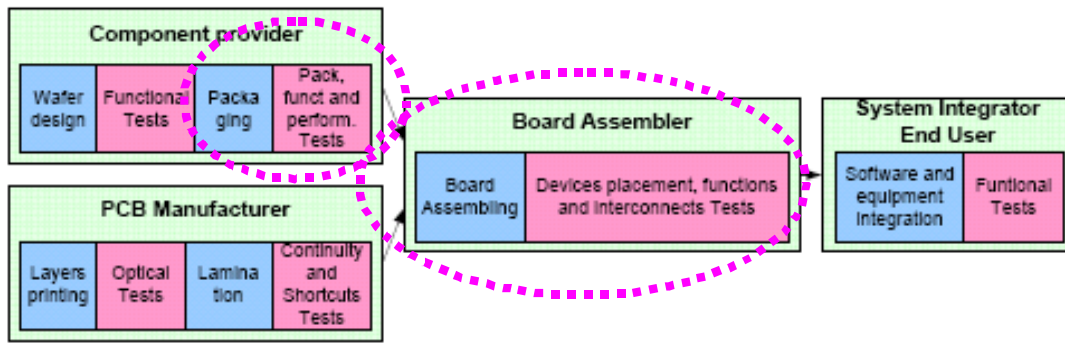 Component provider
Wafer
design
Functional
Tests
Packa
ging
Pack,
funct and
perform.
Tests
PCB Manufacturer
Layers
printing
Optical
Tests
Lamina
tion
Continuity
and
Shortcuts
Tests
Board Assembler
Board
Assembling
Devices placement, functions
and Interconnects Tests
System Integrator
End User
Software and
equipment
Integration
Funtional
Tests